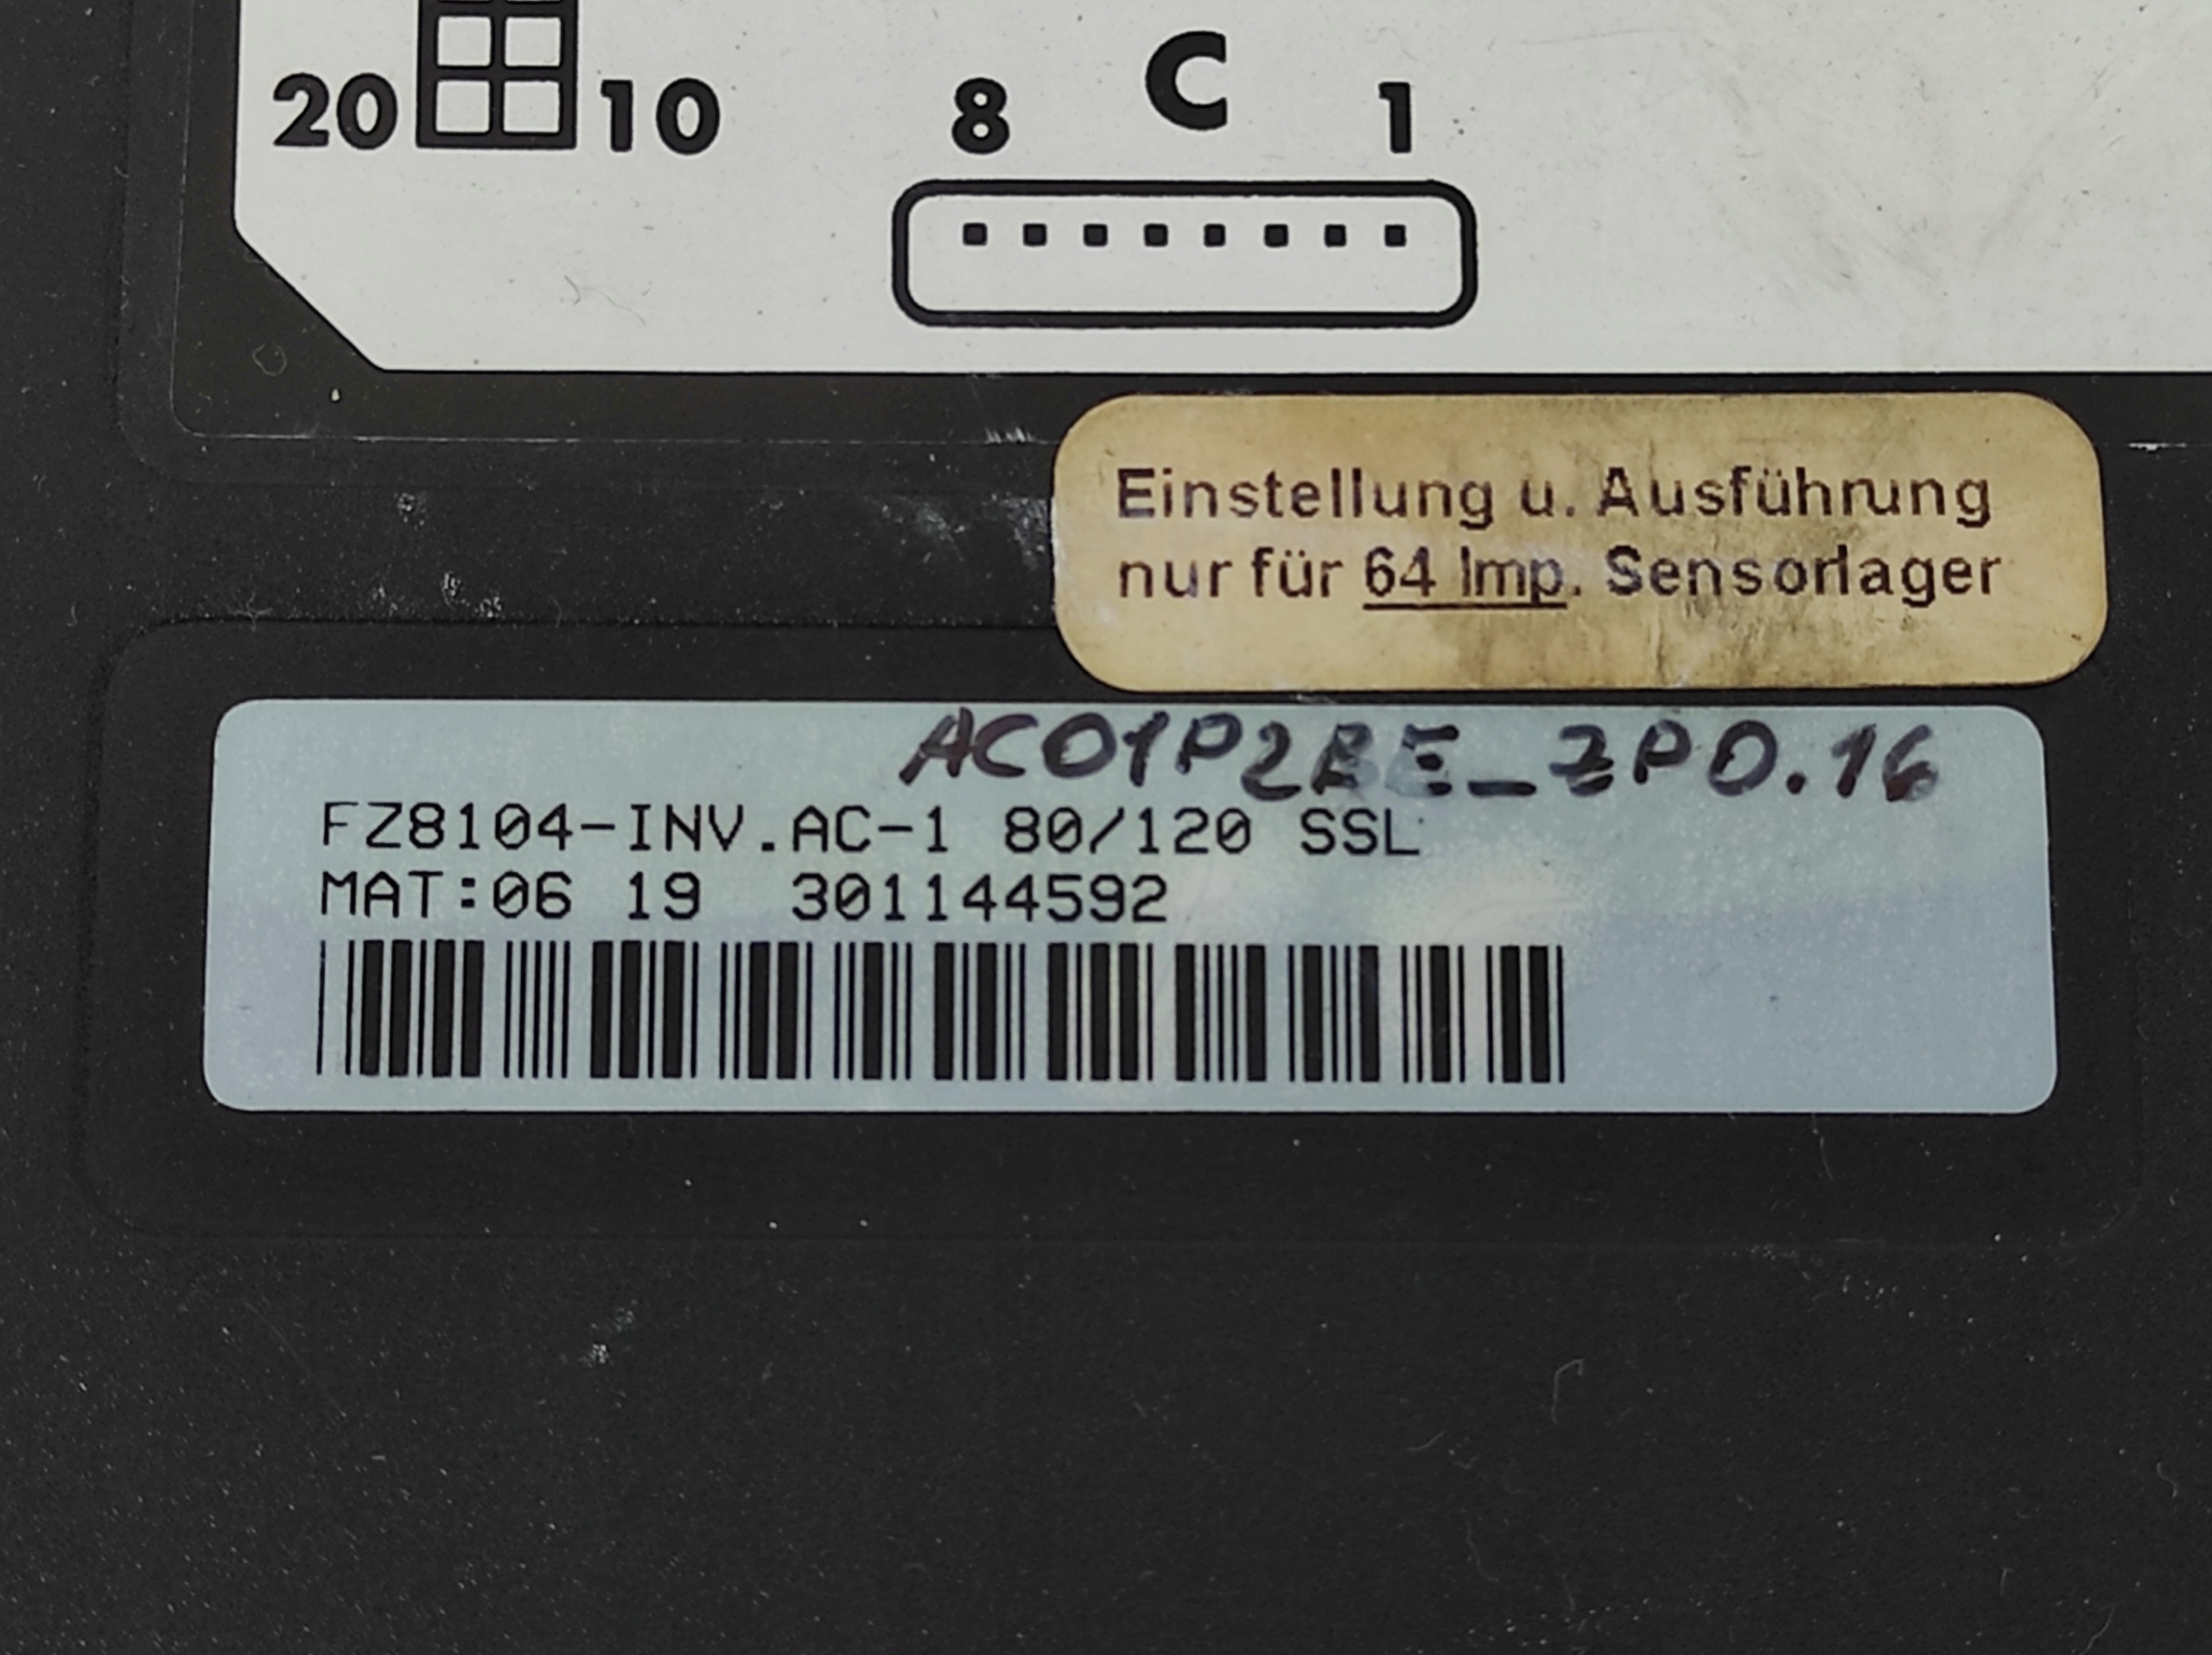 20 10 8 C 1
Einstellung u. Ausführung
nur für 64 Imp. Sensorlager
FZ8104-INV.AC-1 80/120 SSL
MAT:06 19 301144592